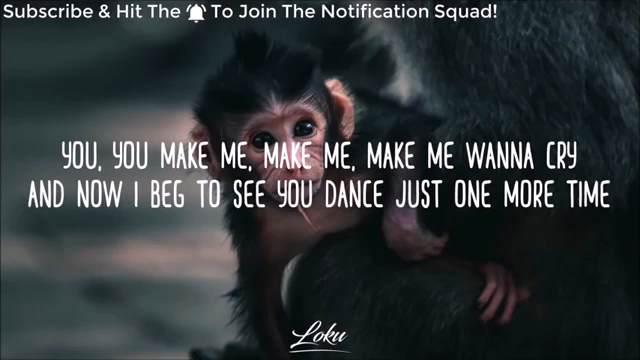 Subscribe & Hit The 🔔 To Join The Notification Squad!
YOU, YOU MAKE ME, MAKE ME, MAKE ME WANNA CRY
AND NOW I BEG TO SEE YOU DANCE JUST ONE MORE TIME
Loku